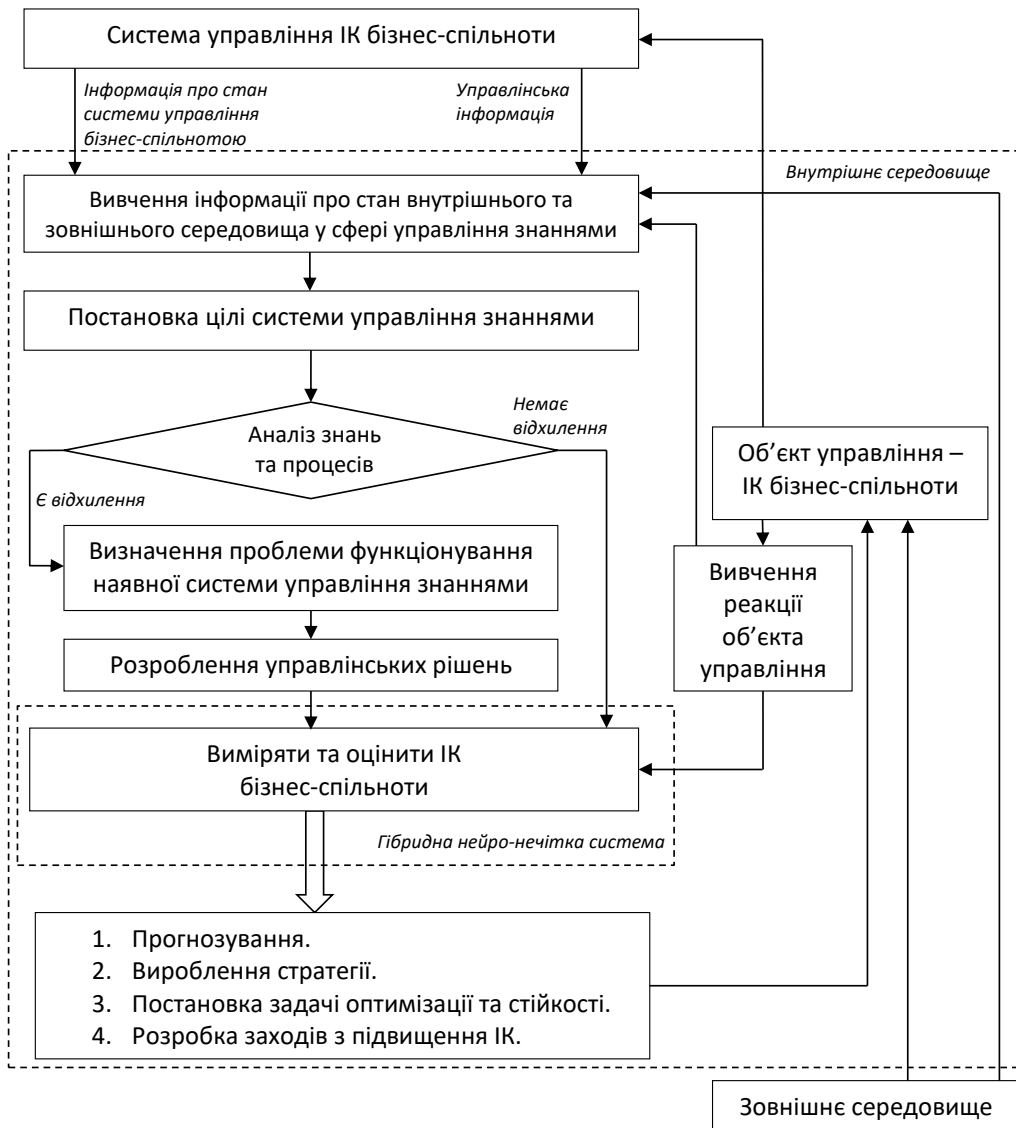 Система управління ІК бізнес-спільноти
Інформація про стан
системи управління
бізнес-спільнотою
Управлінська
інформація
Внутрішнє середовище
Вивчення інформації про стан внутрішнього та
зовнішнього середовища у сфері управління знаннями
Постановка цілі системи управління знаннями
Немає
відхилення
Аналіз знань
та процесів
Є відхилення
Об’єкт управління –
ІК бізнес-спільноти
Визначення проблеми функціонування
наявної системи управління знаннями
Вивчення
реакції
об’єкта
управління
Розроблення управлінських рішень
Виміряти та оцінити ІК
бізнес-спільноти
Гібридна нейро-нечітка система
1. Прогнозування.
2. Вироблення стратегії.
3. Постановка задачі оптимізації та стійкості.
4. Розробка заходів з підвищення ІК.
Зовнішнє середовище